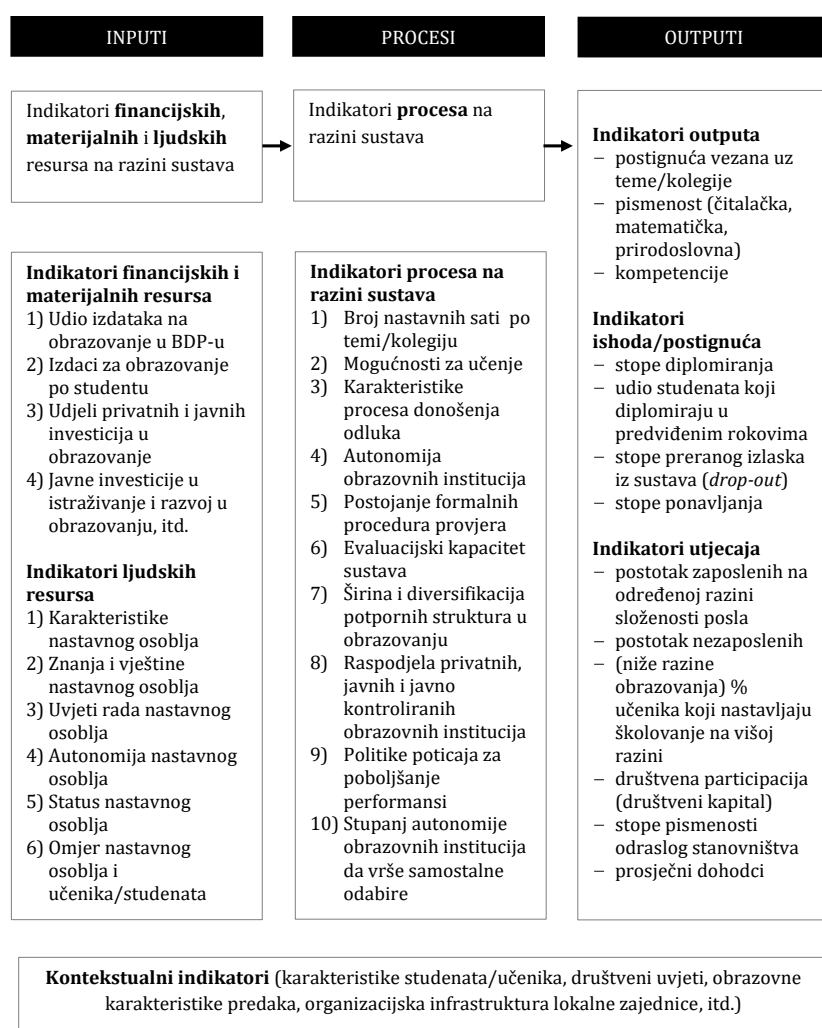 INPUTI
PROCESI
OUTPUTI
Indikatori financijskih,
materijalnih i ljudskih
resursa na razini sustava
Indikatori procesa na
razini sustava
Indikatori outputa
− postignuća vezana uz
teme/kolegije
− pismenost (čitalačka,
matematička,
prirodoslovna)
− kompetencije
Indikatori
ishoda/postignuća
− stope diplomiranja
− udio studenata koji
diplomiraju u
predviđenim rokovima
− stope preranog izlaska
iz sustava (drop-out)
− stope ponavljanja
Indikatori utjecaja
− postotak zaposlenih na
određenoj razini
složenosti posla
− postotak nezaposlenih
− (niže razine
obrazovanja) %
učenika koji nastavljaju
školovanje na višoj
razini
− društvena participacija
(društveni kapital)
− stope pismenosti
odraslog stanovništva
− prosječni dohodci
Indikatori financijskih i
materijalnih resursa
1) Udio izdataka na
obrazovanje u BDP-u
2) Izdaci za obrazovanje
po studentu
3) Udjeli privatnih i javnih
investicija u
obrazovanje
4) Javne investicije u
istraživanje i razvoj u
obrazovanju, itd.
Indikatori ljudskih
resursa
1) Karakteristike
nastavnog osoblja
2) Znanja i vještine
nastavnog osoblja
3) Uvjeti rada nastavnog
osoblja
4) Autonomija nastavnog
osoblja
5) Status nastavnog
osoblja
6) Omjer nastavnog
osoblja i
učenika/studenata
Indikatori procesa na
razini sustava
1) Broj nastavnih sati po
temi/kolegiju
2) Mogućnosti za učenje
3) Karakteristike
procesa donošenja
odluka
4) Autonomija
obrazovnih institucija
5) Postojanje formalnih
procedura provjera
6) Evaluacijski kapacitet
sustava
7) Širina i diversifikacija
potpornih struktura u
obrazovanju
8) Raspodjela privatnih,
javnih i javno
kontroliranih
obrazovnih institucija
9) Politike poticaja za
poboljšanje
performansi
10) Stupanj autonomije
obrazovnih institucija
da vrše samostalne
odabire
Kontekstualni indikatori (karakteristike studenata/učenika, društveni uvjeti, obrazovne
karakteristike predaka, organizacijska infrastruktura lokalne zajednice, itd.)